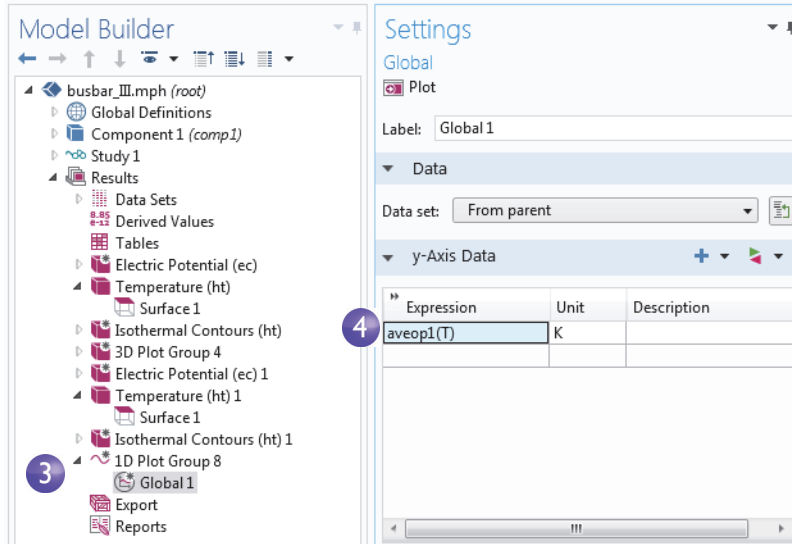 Model Builder
busbar_III.mph (root)
Global Definitions
Component 1 (comp1)
Study 1
Results
Data Sets
8.85
e-12
Derived Values
Tables
Electric Potential (ec)
Temperature (ht)
Surface 1
Isothermal Contours (ht)
3D Plot Group 4
Electric Potential (ec) 1
Temperature (ht) 1
Surface 1
Isothermal Contours (ht) 1
3
1D Plot Group 8
Global 1
Export
Reports
Settings
Global
Plot
Label: Global 1
Data
Data set: From parent
y-Axis Data
Expression Unit Description
4
aveop1(T) K